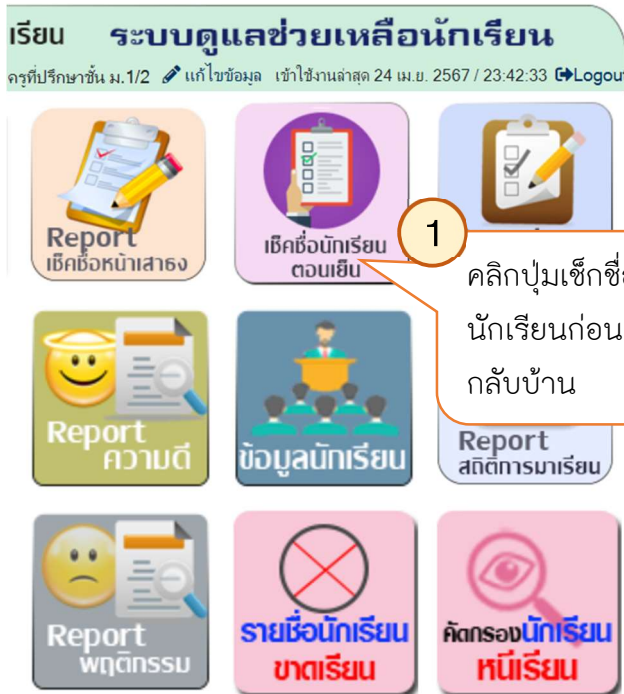 เรียน ระบบดูแลช่วยเหลือนักเรียน
ครูที่ปรึกษาชั้น ม.1/2 แก้ไขข้อมูล เข้าใช้งานล่าสุด 24 เม.ย. 2567 / 23:42:33 Logout
Report
เช็คชื่อหน้าเสาธง
เช็คชื่อนักเรียน
ตอนเย็น
1
คลิกปุ่มเช็กชื่อ
นักเรียนก่อน
กลับบ้าน
Report
ความดี
ข้อมูลนักเรียน
Report
สถิติการมาเรียน
Report
พฤติกรรม
รายชื่อนักเรียน
ขาดเรียน
คัดกรองนักเรียน
หนีเรียน